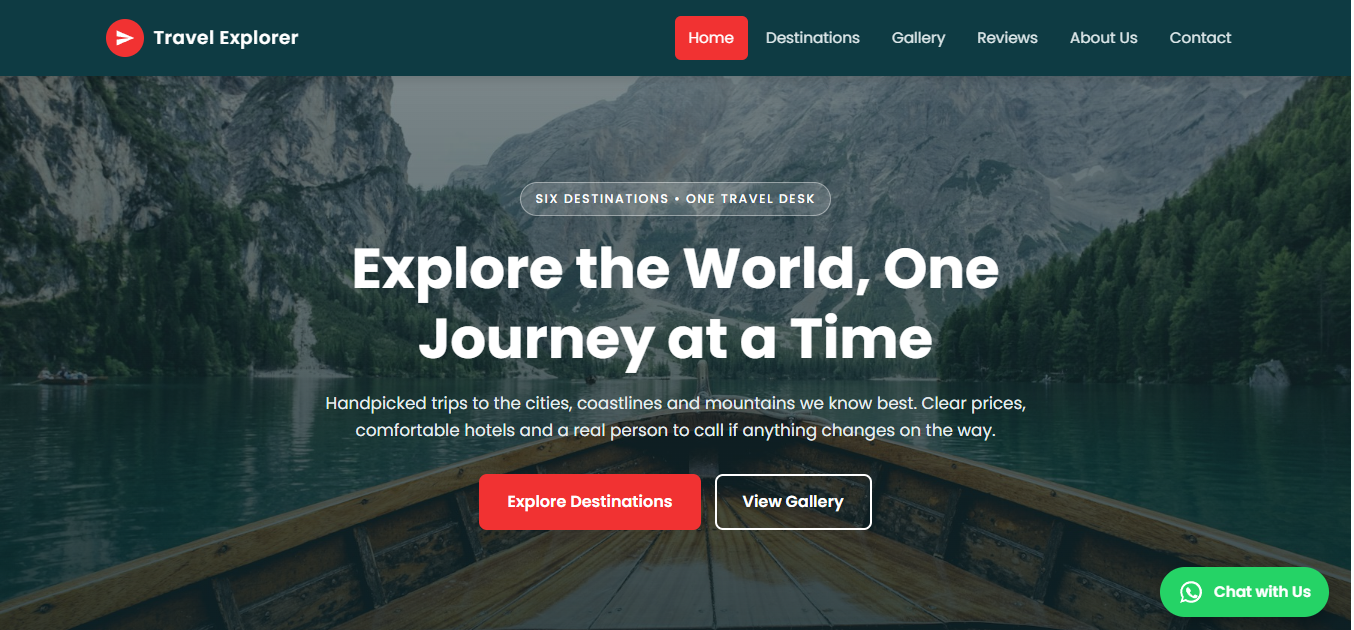 Travel Explorer
Home
Destinations
Gallery
Reviews
About Us
Contact
SIX DESTINATIONS • ONE TRAVEL DESK
Explore the World, One
Journey at a Time
Handpicked trips to the cities, coastlines and mountains we know best. Clear prices,
comfortable hotels and a real person to call if anything changes on the way.
Explore Destinations
View Gallery
Chat with Us